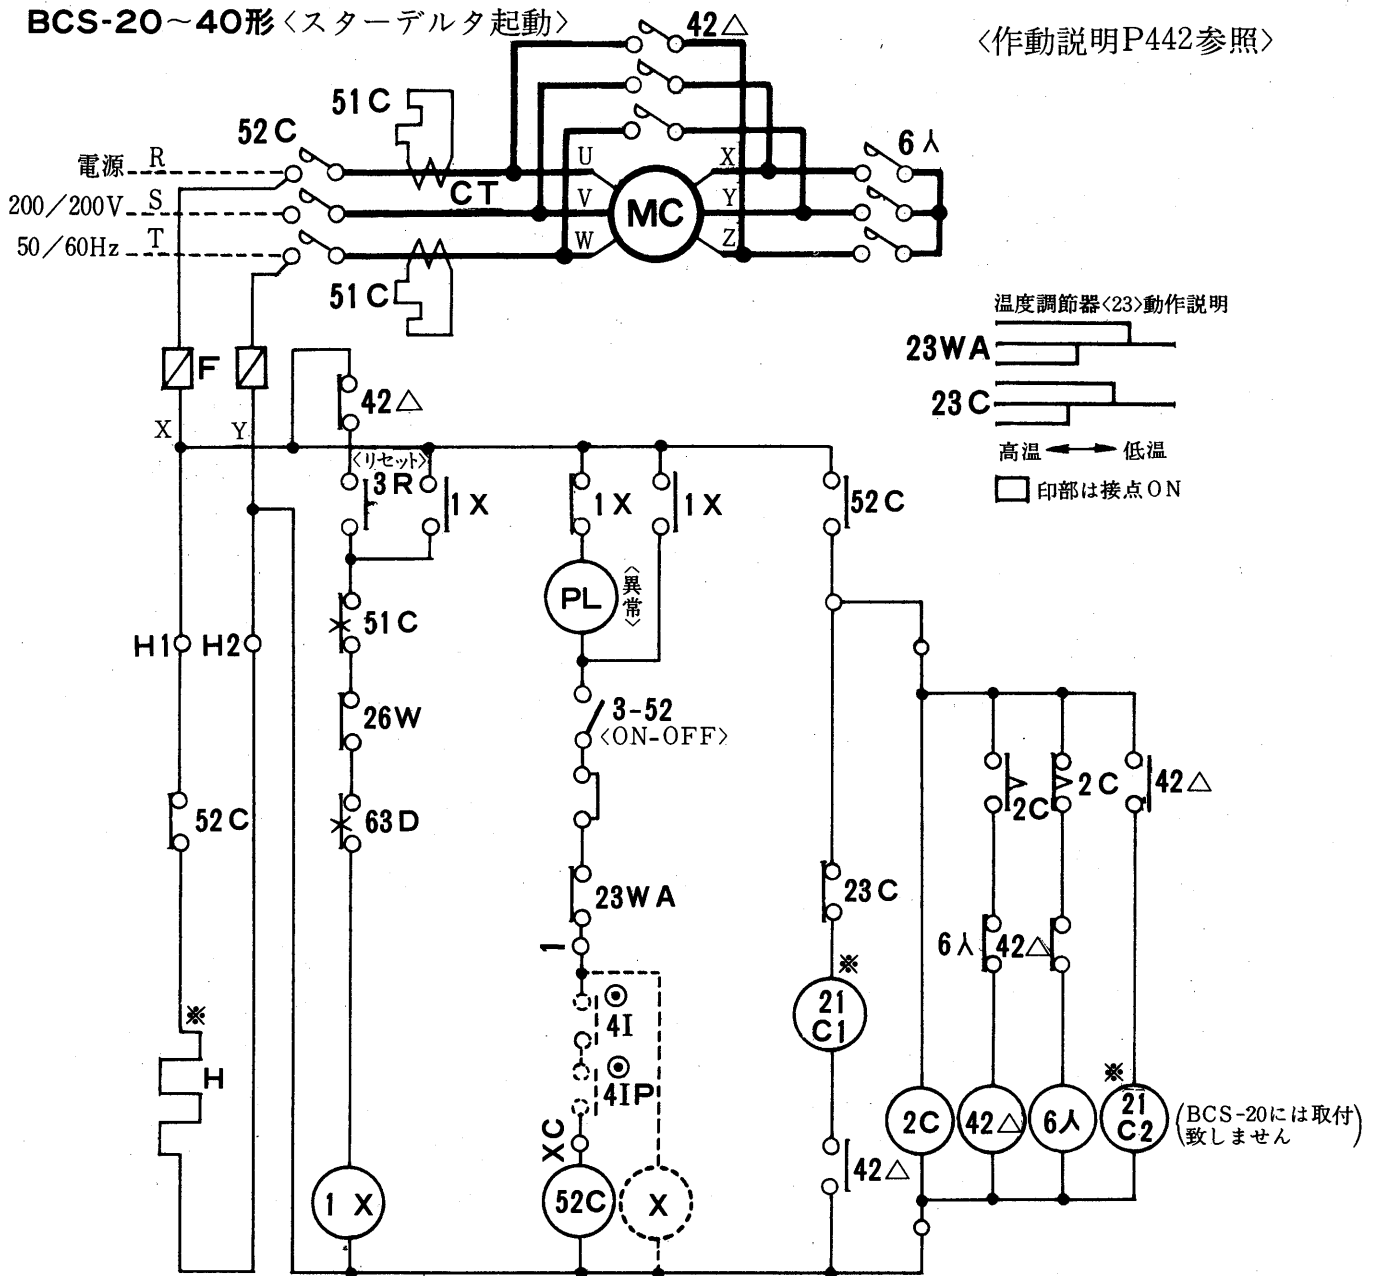 BCS-20～40形〈スターデルタ起動〉
〈作動説明P442参照〉
42△
51C
52C
6人
電源 R
U
X
CT
200／200V S
V
MC
Y
50／60Hz T
W
Z
51C
温度調節器<23>動作説明
23WA
23C
高温 ◀─▶ 低温
印部は接点ON
F
42△
X
Y
〈リセット〉
3R
1X
1X
1X
52C
PL
〈異常〉
51C
H1
H2
26W
3-52
〈ON-OFF〉
2C
2C
42△
52C
63D
23WA
23C
1
6人
42△
※
21
C1
※
H
⦿
4I
⦿
4IP
XC
※
2C
42△
6人
21
C2
(BCS-20には取付
致しません)
42△
1X
52C
X